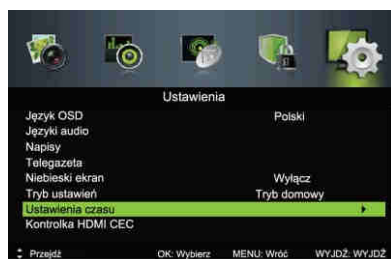 Ustawienia
Język OSD Polski
Języki audio
Napisy
Telegazeta
Niebieski ekran Wyłącz
Tryb ustawień Tryb domowy
Ustawienia czasu
Kontrolka HDMI CEC
Przejdź OK: Wybierz MENU: Wróć WYJDŹ: WYJDŹ